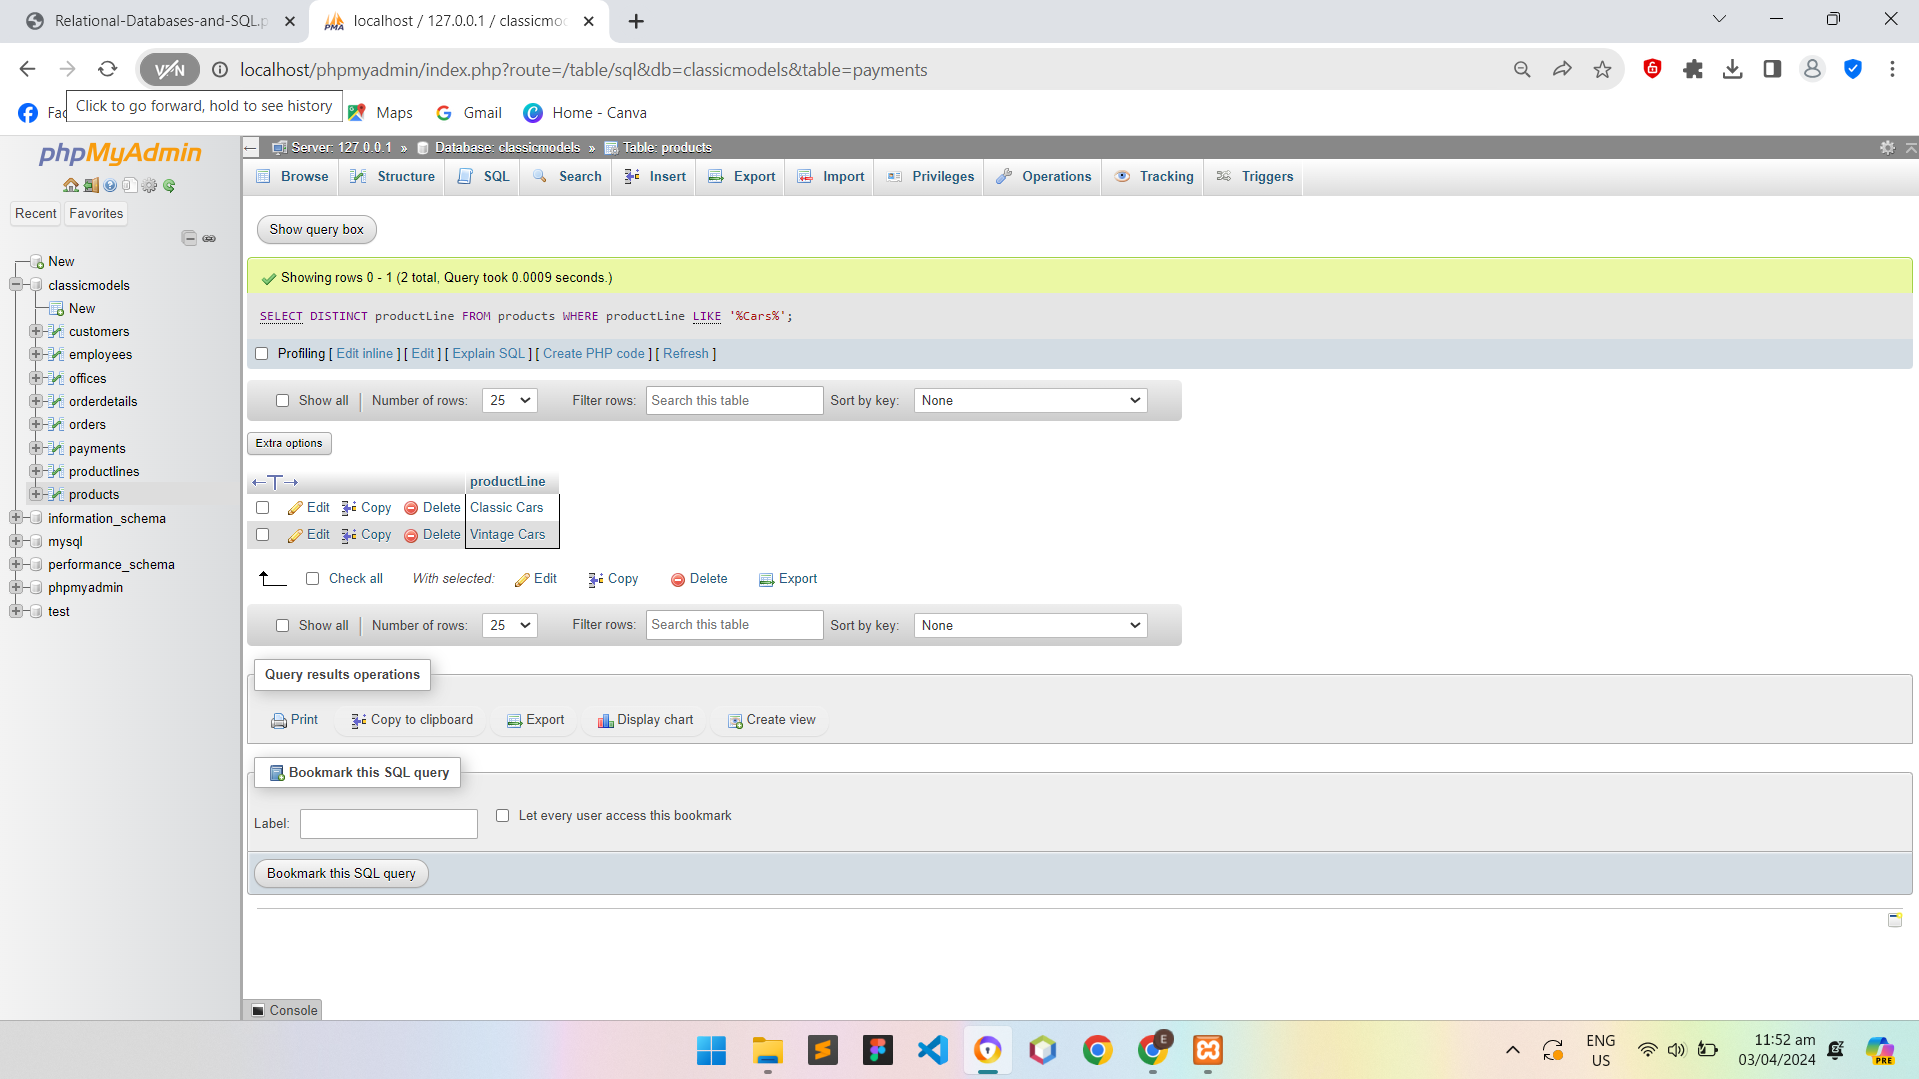 Relational-Databases-and-SQL.p
localhost / 127.0.0.1 / classicmo
VPN
localhost/phpmyadmin/index.php?route=/table/sql&db=classicmodels&table=payments
Click to go forward, hold to see history
Maps
Gmail
Home - Canva
phpMyAdmin
Server: 127.0.0.1 » Database: classicmodels » Table: products
Browse Structure SQL Search Insert Export Import Privileges Operations Tracking Triggers
Recent Favorites
New
classicmodels
New
customers
employees
offices
orderdetails
orders
payments
productlines
products
information_schema
mysql
performance_schema
phpmyadmin
test
Show query box
Showing rows 0 - 1 (2 total, Query took 0.0009 seconds.)
SELECT DISTINCT productLine FROM products WHERE productLine LIKE '%Cars%';
Profiling [ Edit inline ] [ Edit ] [ Explain SQL ] [ Create PHP code ] [ Refresh ]
Show all Number of rows: 25 Filter rows: Search this table Sort by key: None
Extra options
productLine
Edit Copy Delete Classic Cars
Edit Copy Delete Vintage Cars
Check all With selected: Edit Copy Delete Export
Show all Number of rows: 25 Filter rows: Search this table Sort by key: None
Query results operations
Print Copy to clipboard Export Display chart Create view
Bookmark this SQL query
Label: Let every user access this bookmark
Bookmark this SQL query
Console
ENG
US
11:52 am
03/04/2024
E
PRE